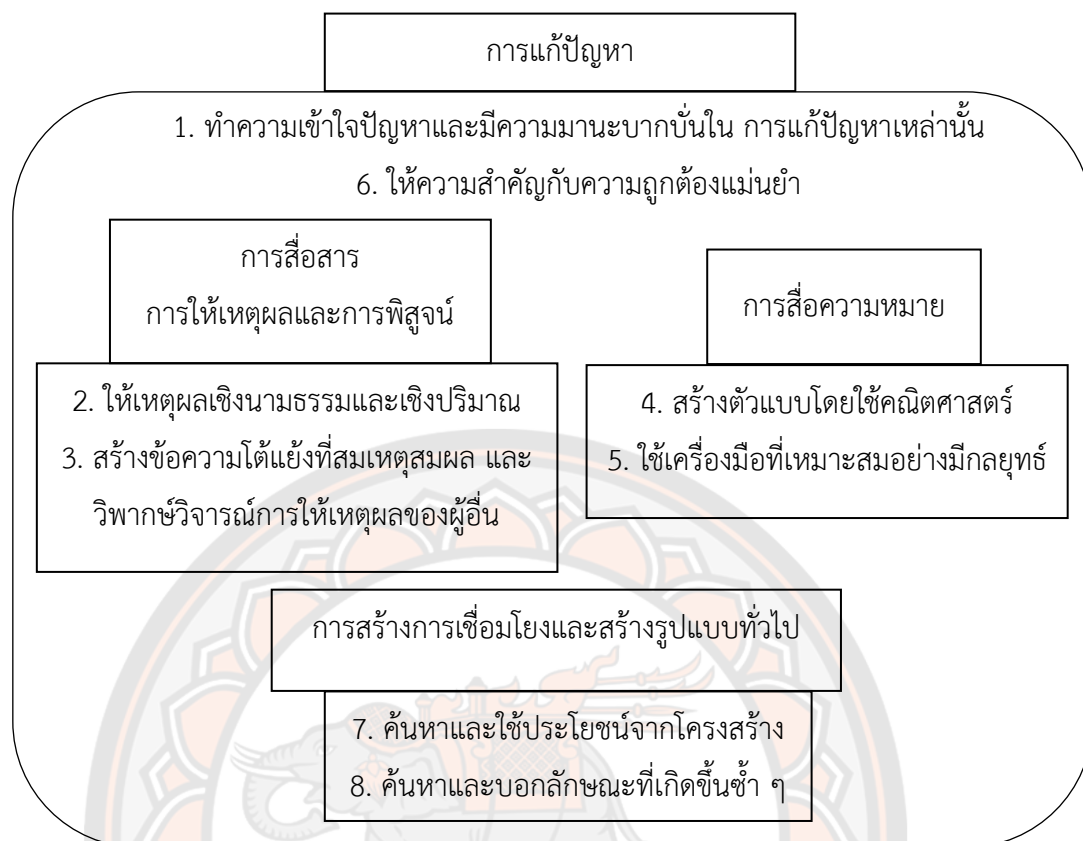 การแก้ปัญหา
1. ทำความเข้าใจปัญหาและมีความมานะบากบั่นใน การแก้ปัญหาเหล่านั้น
6. ให้ความสำคัญกับความถูกต้องแม่นยำ
การสื่อสาร
การให้เหตุผลและการพิสูจน์
2. ให้เหตุผลเชิงนามธรรมและเชิงปริมาณ
3. สร้างข้อความโต้แย้งที่สมเหตุสมผล และ
วิพากษ์วิจารณ์การให้เหตุผลของผู้อื่น
การสื่อความหมาย
4. สร้างตัวแบบโดยใช้คณิตศาสตร์
5. ใช้เครื่องมือที่เหมาะสมอย่างมีกลยุทธ์
การสร้างการเชื่อมโยงและสร้างรูปแบบทั่วไป
7. ค้นหาและใช้ประโยชน์จากโครงสร้าง
8. ค้นหาและบอกลักษณะที่เกิดขึ้นซ้ำ ๆ